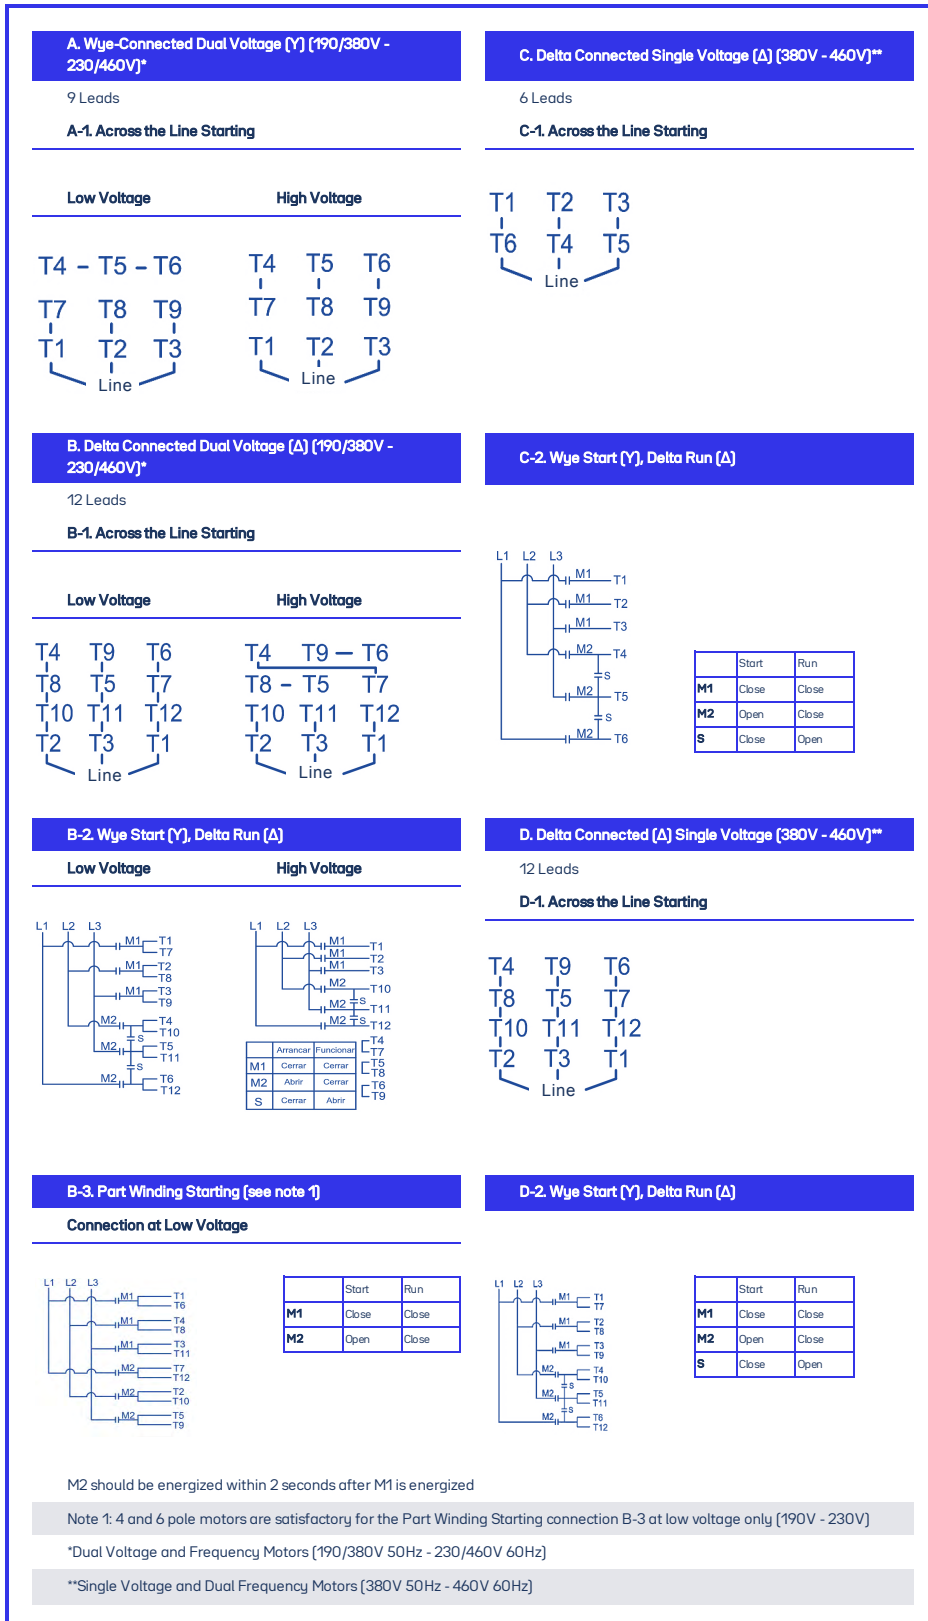 A. Wye-Connected Dual Voltage (Y) (190/380V -
230/460V)*
9 Leads
A-1. Across the Line Starting
Low Voltage High Voltage
T4 – T5 – T6
T7 T8 T9
T1 T2 T3
Line
T4 T5 T6
T7 T8 T9
T1 T2 T3
Line
C. Delta Connected Single Voltage (Δ) (380V - 460V)**
6 Leads
C-1. Across the Line Starting
T1 T2 T3
T6 T4 T5
Line
B. Delta Connected Dual Voltage (Δ) (190/380V -
230/460V)*
12 Leads
B-1. Across the Line Starting
Low Voltage High Voltage
T4 T9 T6
T8 T5 T7
T10 T11 T12
T2 T3 T1
Line
T4 T9 – T6
T8 – T5 T7
T10 T11 T12
T2 T3 T1
Line
C-2. Wye Start (Y), Delta Run (Δ)
L1 L2 L3
M1 T1
M1 T2
M1 T3
M2 T4
S
M2 T5
S
M2 T6
Start Run
M1 Close Close
M2 Open Close
S Close Open
B-2. Wye Start (Y), Delta Run (Δ)
Low Voltage High Voltage
L1 L2 L3
M1 T1
T7
M1 T2
T8
M1 T3
T9
M2 T4
T10
S
M2 T5
T11
S
M2 T6
T12
L1 L2 L3
M1 T1
M1 T2
M1 T3
M2 T10
S
M2 T11
S
M2 T12
T4
T7
T5
T8
T6
T9
Arrancar Funcionar
M1 Cerrar Cerrar
M2 Abrir Cerrar
S Cerrar Abrir
D. Delta Connected (Δ) Single Voltage (380V - 460V)**
12 Leads
D-1. Across the Line Starting
T4 T9 T6
T8 T5 T7
T10 T11 T12
T2 T3 T1
Line
B-3. Part Winding Starting (see note 1)
Connection at Low Voltage
L1 L2 L3
M1 T1
T6
M1 T4
T8
M1 T3
T11
M2 T7
T12
M2 T2
T10
M2 T5
T9
Start Run
M1 Close Close
M2 Open Close
D-2. Wye Start (Y), Delta Run (Δ)
L1 L2 L3
M1 T1
T7
M1 T2
T8
M1 T3
T9
M2 T4
T10
S
M2 T5
T11
S
M2 T6
T12
Start Run
M1 Close Close
M2 Open Close
S Close Open
M2 should be energized within 2 seconds after M1 is energized
Note 1: 4 and 6 pole motors are satisfactory for the Part Winding Starting connection B-3 at low voltage only (190V - 230V)
*Dual Voltage and Frequency Motors (190/380V 50Hz - 230/460V 60Hz)
**Single Voltage and Dual Frequency Motors (380V 50Hz - 460V 60Hz)